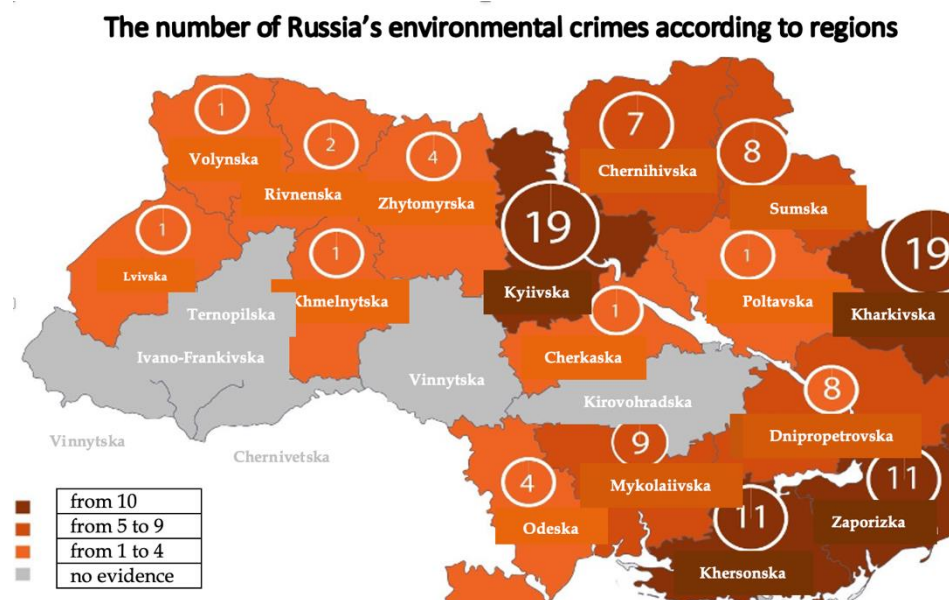 The number of Russia's environmental crimes according to regions
1
Volynska
2
Rivnenska
4
Zhytomyrska
7
Chernihivska
8
Sumska
1
Lvivska
1
Khmelnytska
19
Kyiivska
1
Poltavska
19
Kharkivska
Ternopilska
Ivano-Frankivska
Vinnytska
1
Cherkaska
Kirovohradska
8
Dnipropetrovska
Vinnytska
Chernivetska
9
Mykolaiivska
4
Odeska
11
Khersonska
11
Zaporizka
from 10
from 5 to 9
from 1 to 4
no evidence